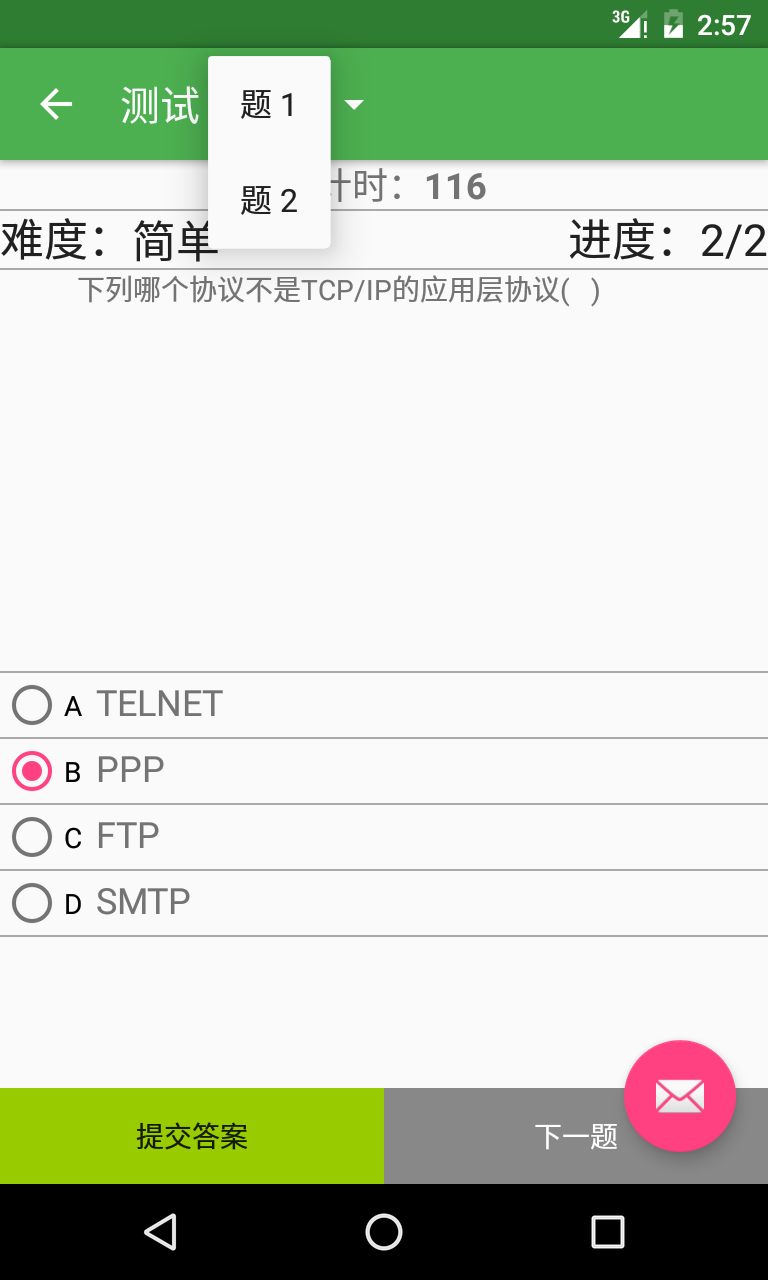 3G ! 2:57
测试
题 1
题 2
计时：116
难度：简单
进度：2/2
下列哪个协议不是TCP/IP的应用层协议( )
A TELNET
B PPP
C FTP
D SMTP
提交答案
下一题